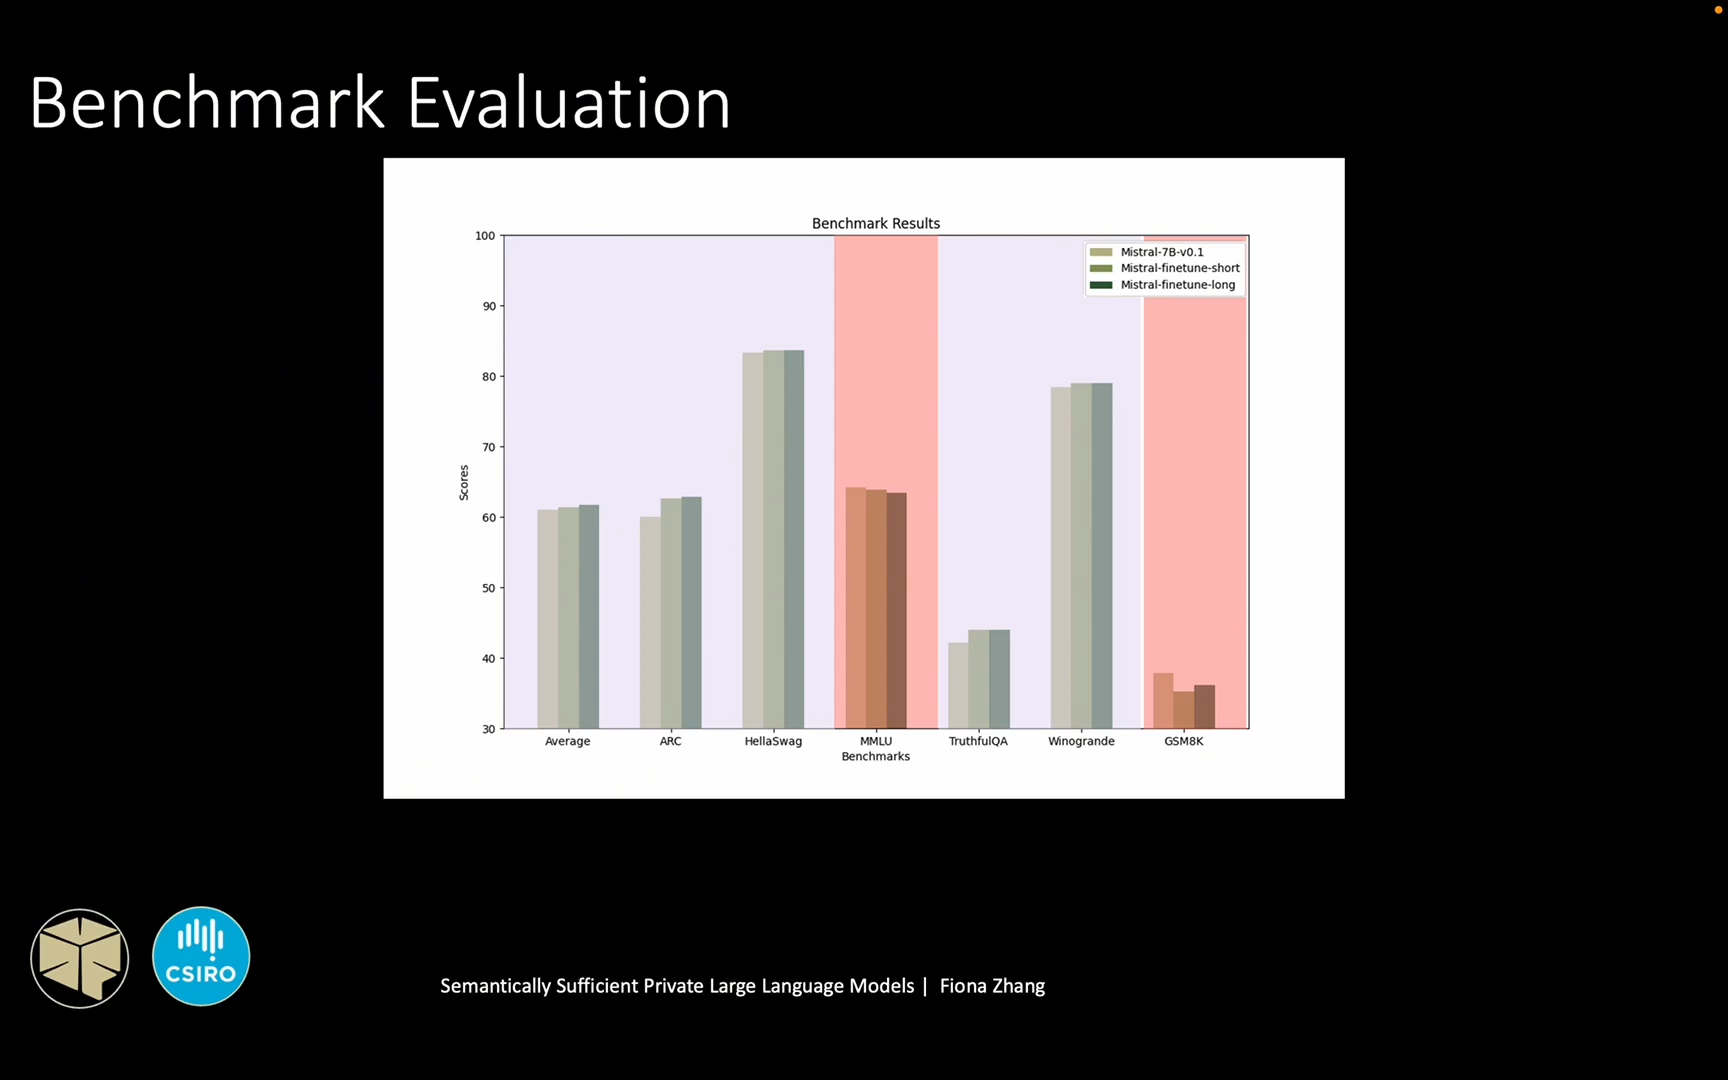 Benchmark Evaluation
Benchmark Results
100
90
80
70
60
50
40
30
Scores
Mistral-7B-v0.1
Mistral-finetune-short
Mistral-finetune-long
Average ARC HellaSwag MMLU TruthfulQA Winogrande GSM8K
Benchmarks
CSIRO
Semantically Sufficient Private Large Language Models | Fiona Zhang